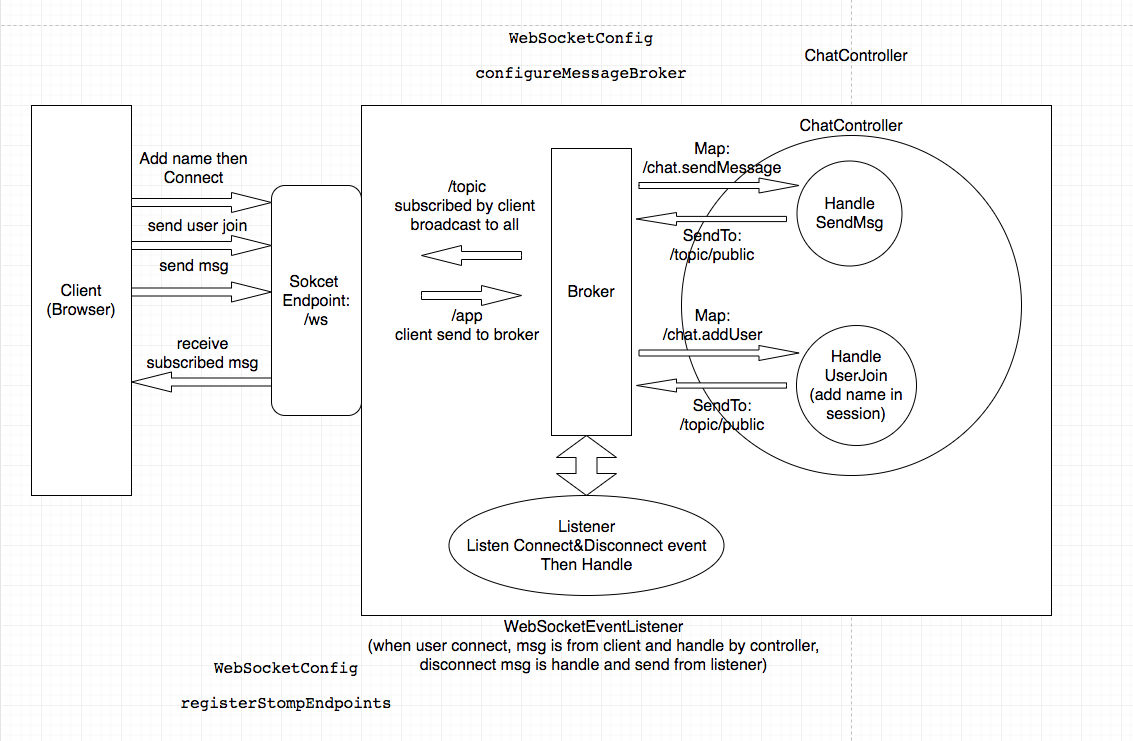 WebSocketConfig
configureMessageBroker
ChatController
ChatController
Add name then
Connect
send user join
send msg
receive
subscribed msg
Client
(Browser)
Sokcet
Endpoint:
/ws
/topic
subscribed by client
broadcast to all
/app
client send to broker
Broker
Map:
/chat.sendMessage
SendTo:
/topic/public
Handle
SendMsg
Map:
/chat.addUser
SendTo:
/topic/public
Handle
UserJoin
(add name in
session)
Listener
Listen Connect&Disconnect event
Then Handle
WebSocketEventListener
(when user connect, msg is from client and handle by controller,
disconnect msg is handle and send from listener)
WebSocketConfig
registerStompEndpoints